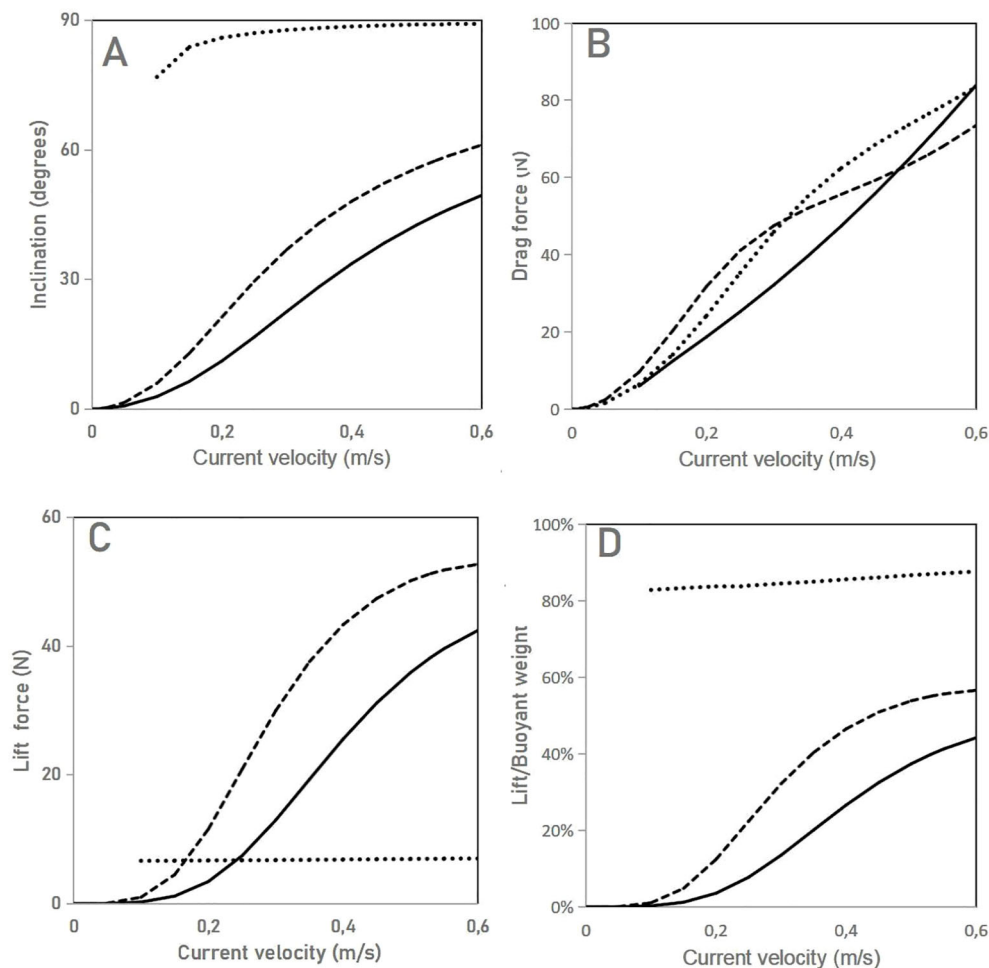 A
90
60
30
0
Inclination (degrees)
0 0,2 0,4 0,6
Current velocity (m/s)
B
100
80
60
40
20
0
Drag force (N)
0 0,2 0,4 0,6
Current velocity (m/s)
C
60
40
20
0
Lift force (N)
0 0,2 0,4 0,6
Current velocity (m/s)
D
100%
80%
60%
40%
20%
0%
Lift/Buoyant weight
0 0,2 0,4 0,6
Current velocity (m/s)